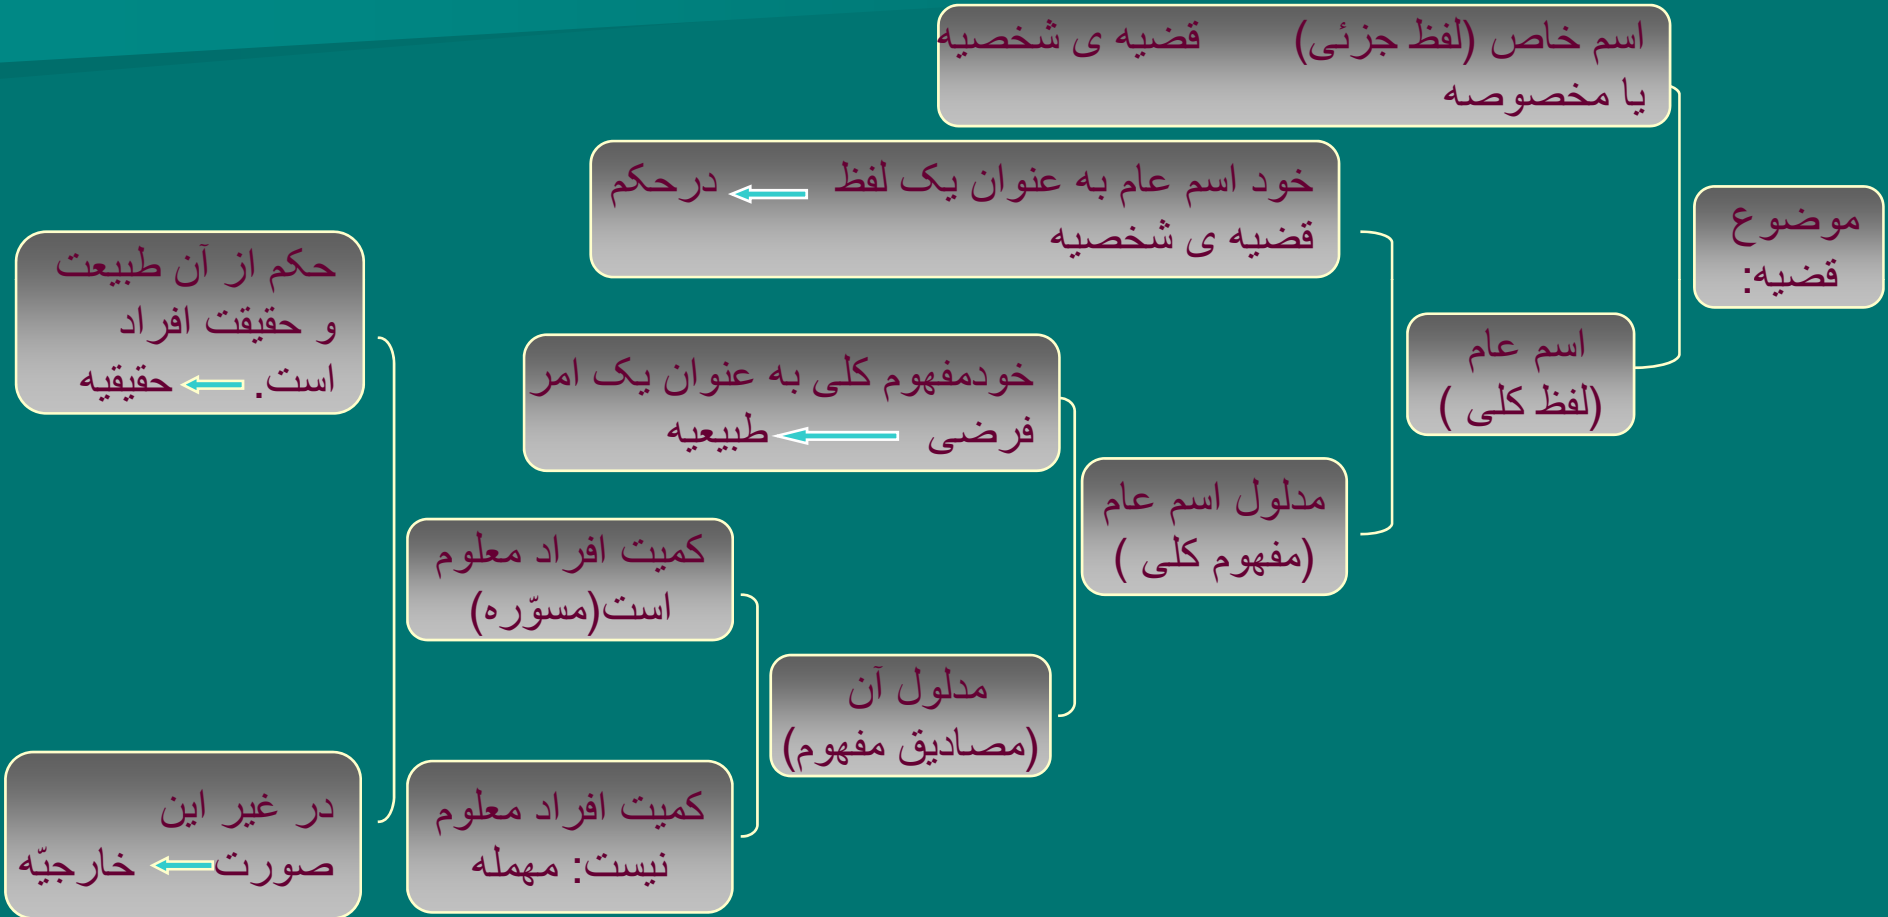 موضوع
قضیه:
اسم خاص (لفظ جزئی) قضیه ی شخصیه
یا مخصوصه
اسم عام
(لفظ کلی )
خود اسم عام به عنوان یک لفظ درحکم
قضیه ی شخصیه
مدلول اسم عام
(مفهوم کلی )
خودمفهوم کلی به عنوان یک امر
فرضی طبیعیه
مدلول آن
(مصادیق مفهوم)
کمیت افراد معلوم
است(مسوّره)
کمیت افراد معلوم
نیست: مهمله
حکم از آن طبیعت
و حقیقت افراد
است. حقیقیه
در غیر این
صورت خارجیّه